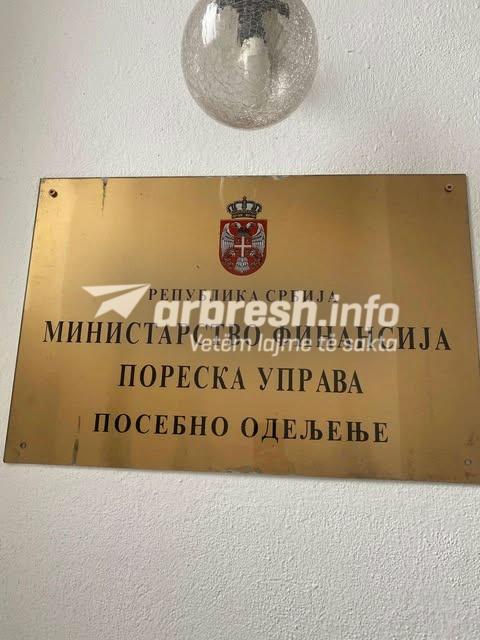 РЕПУБЛИКА СРБИЈА
arbresh.info
МИНИСТАРСТВО ФИНАНСИЈА
Vetëm lajme të sakta
ПОРЕСКА УПРАВА
ПОСЕБНО ОДЕЉЕЊЕ